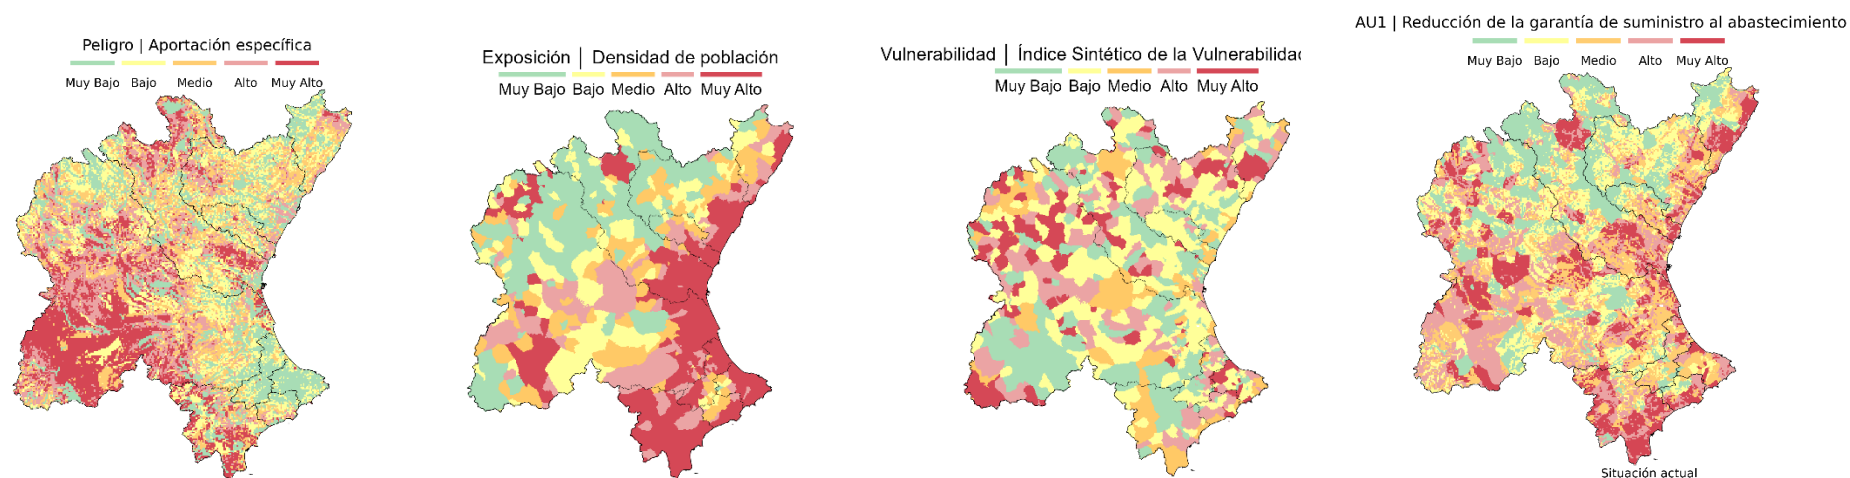 Peligro | Aportación específica
Muy Bajo Bajo Medio Alto Muy Alto
Exposición | Densidad de población
Muy Bajo Bajo Medio Alto Muy Alto
Vulnerabilidad | Índice Sintético de la Vulnerabilidad
Muy Bajo Bajo Medio Alto Muy Alto
AU1 | Reducción de la garantía de suministro al abastecimiento
Muy Bajo Bajo Medio Alto Muy Alto
Situación actual